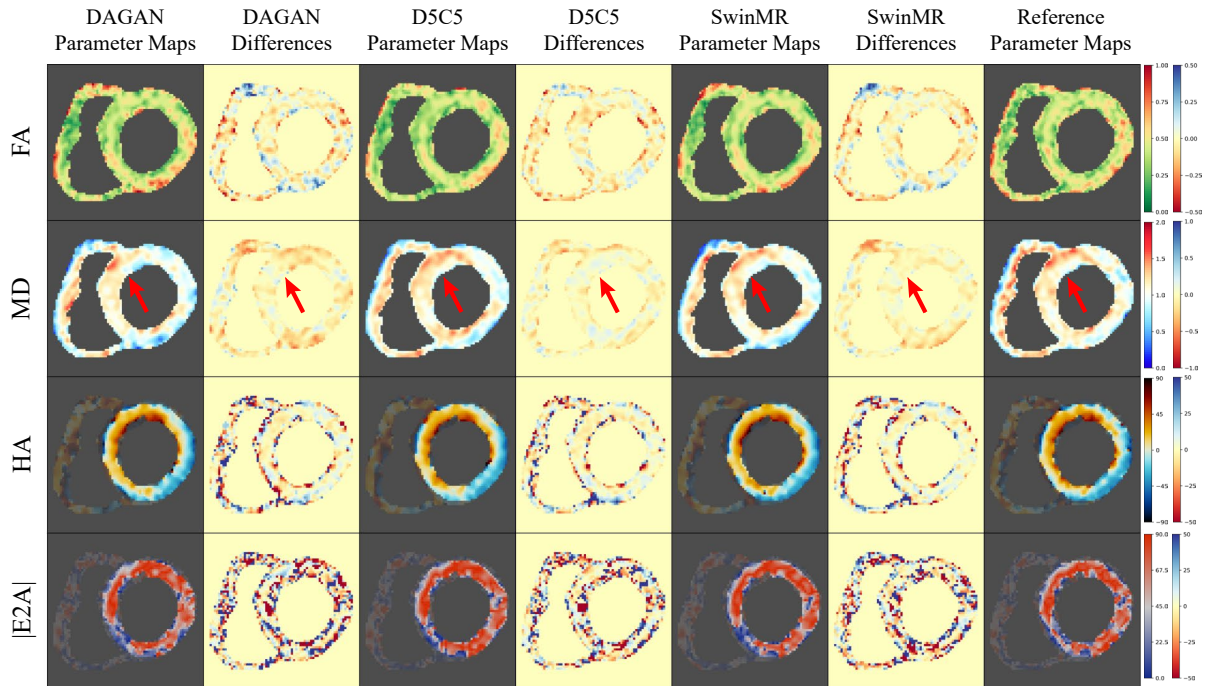 DAGAN
Parameter Maps
DAGAN
Differences
D5C5
Parameter Maps
D5C5
Differences
SwinMR
Parameter Maps
SwinMR
Differences
Reference
Parameter Maps
FA
1.00
0.75
0.50
0.25
0.00
0.50
0.25
0.00
−0.25
−0.50
MD
2.0
1.5
1.0
0.5
0.0
1.0
0.5
0.0
−0.5
−1.0
HA
90
45
0
−45
−90
50
25
0
−25
−50
|E2A|
90.0
67.5
45.0
22.5
0.0
50
25
0
−25
−50